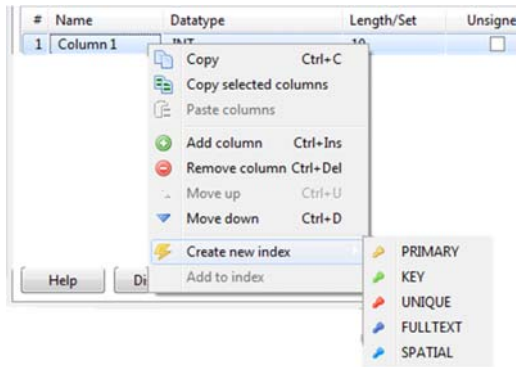 # Name Datatype Length/Set Unsigne
1 Column 1 INT 10
Copy Ctrl+C
Copy selected columns
Paste columns
Add column Ctrl+Ins
Remove column Ctrl+Del
Move up Ctrl+U
Move down Ctrl+D
Create new index
Add to index
PRIMARY
KEY
UNIQUE
FULLTEXT
SPATIAL
Help Di